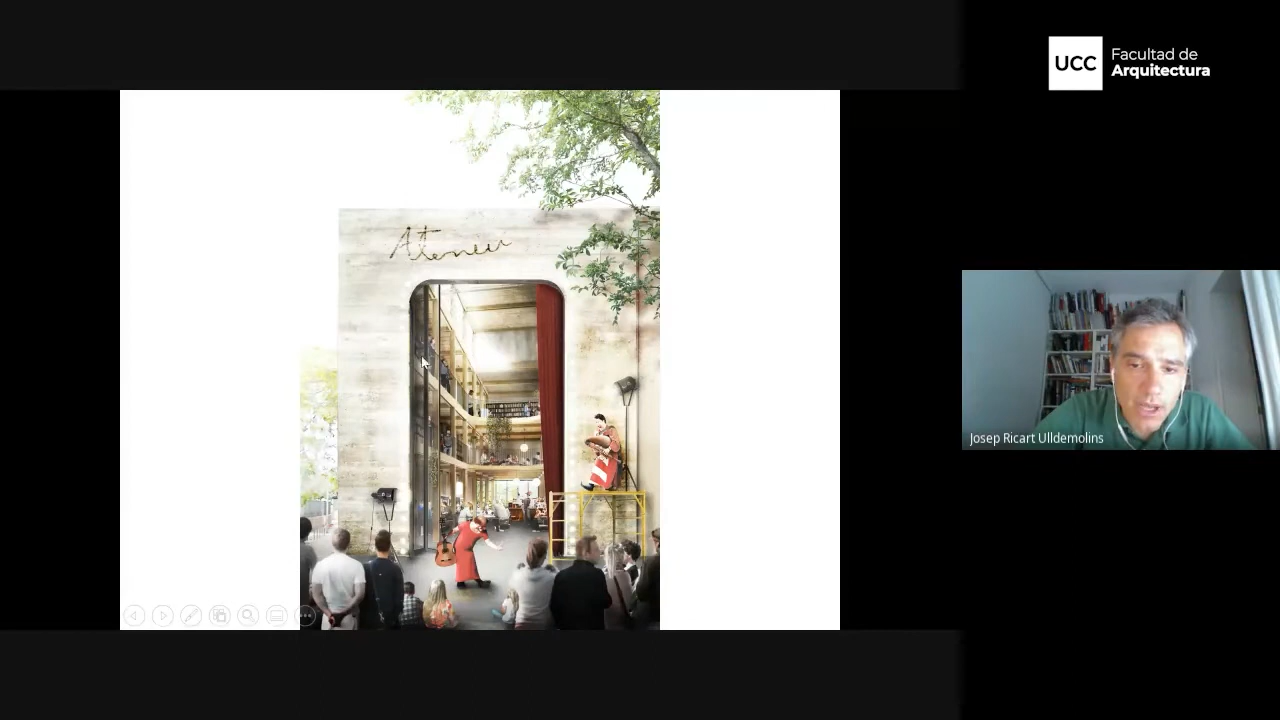 UCC
Facultad de
Arquitectura
Ateneu
Josep Ricart Ulldemolins